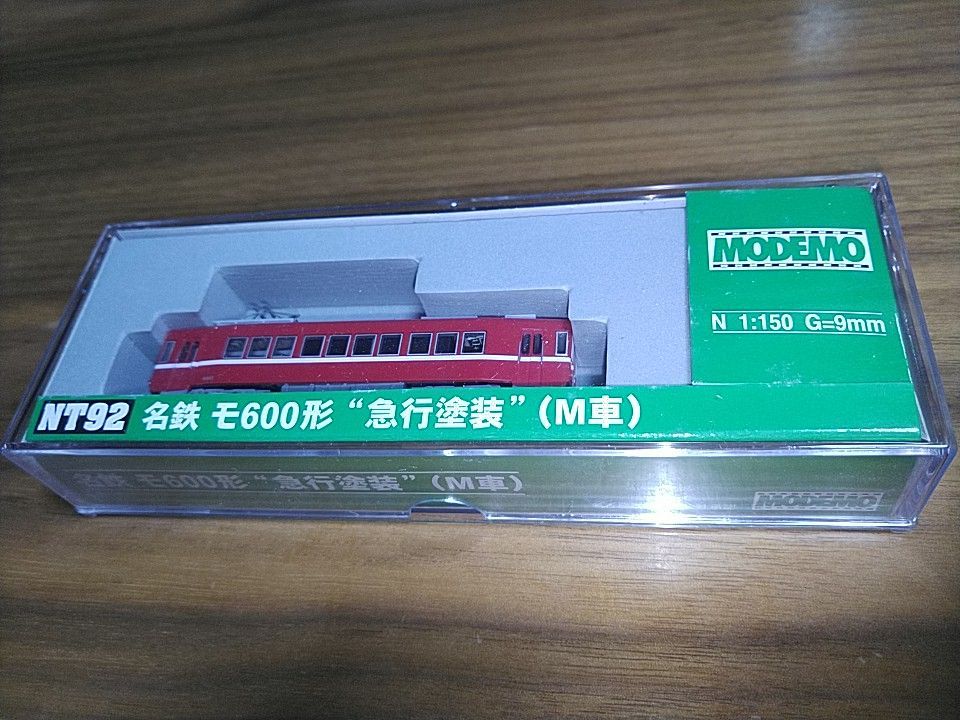 MODEMO
N 1:150 G=9mm
NT92 名鉄 モ600形 “急行塗装”（M車）
名鉄 モ600形 “急行塗装”（M車）
MODEMO